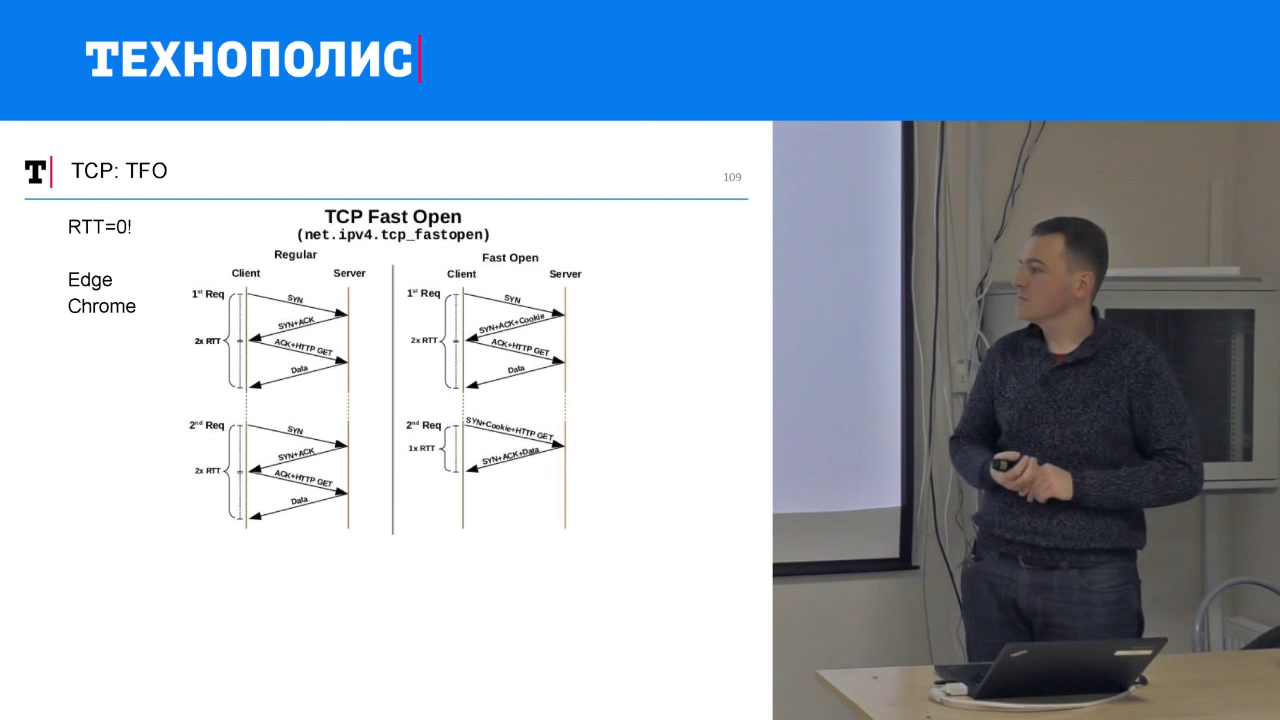 ТЕХНОПОЛИС
T
TCP: TFO
109
RTT=0!
Edge
Chrome
TCP Fast Open
(net.ipv4.tcp_fastopen)
Regular
Client
Server
1st Req
SYN
SYN+ACK
2x RTT
ACK+HTTP GET
Data
2nd Req
SYN
SYN+ACK
2x RTT
ACK+HTTP GET
Data
Fast Open
Client
Server
1st Req
SYN
SYN+ACK+Cookie
2x RTT
ACK+HTTP GET
Data
2nd Req
SYN+Cookie+HTTP GET
1x RTT
SYN+ACK+Data